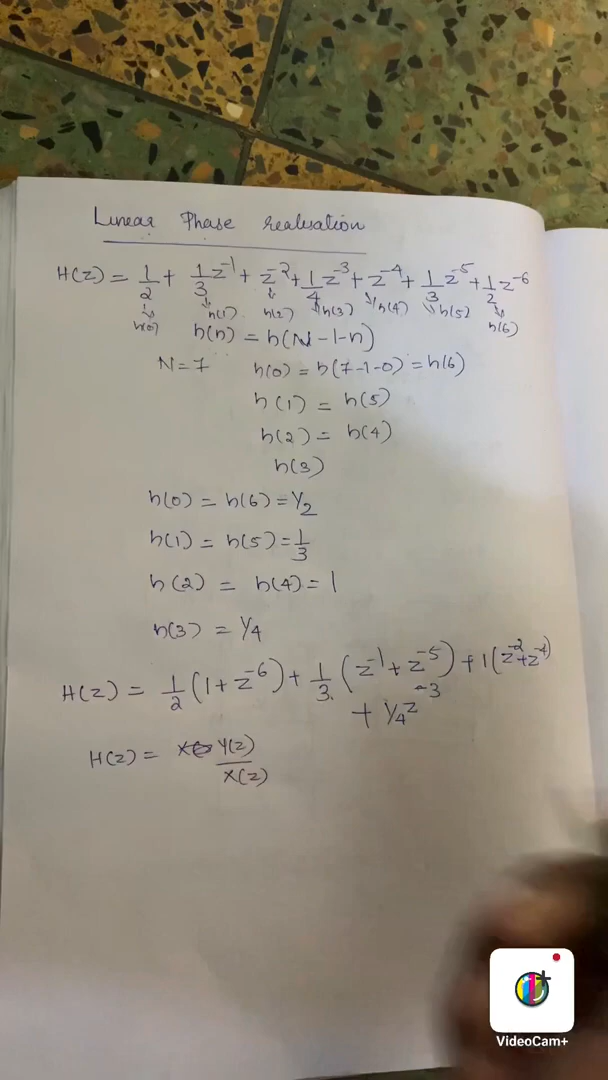 Linear Phase realisation
H(z) = 1/2 + 1/3 z^-1 + z^-2 + 1/4 z^-3 + z^-4 + 1/3 z^-5 + 1/2 z^-6
h(0) h(1) h(2) h(3) h(4) h(5) h(6)
h(n) = h(N-1-n)
N=7 h(0) = h(7-1-0) = h(6)
h(1) = h(5)
h(2) = h(4)
h(3)
h(0) = h(6) = 1/2
h(1) = h(5) = 1/3
h(2) = h(4) = 1
h(3) = 1/4
H(z) = 1/2 (1+z^-6) + 1/3 (z^-1 + z^-5) + 1(z^-2 + z^-4)
+ 1/4 z^-3
H(z) = Y(z)/X(z)
VideoCam+